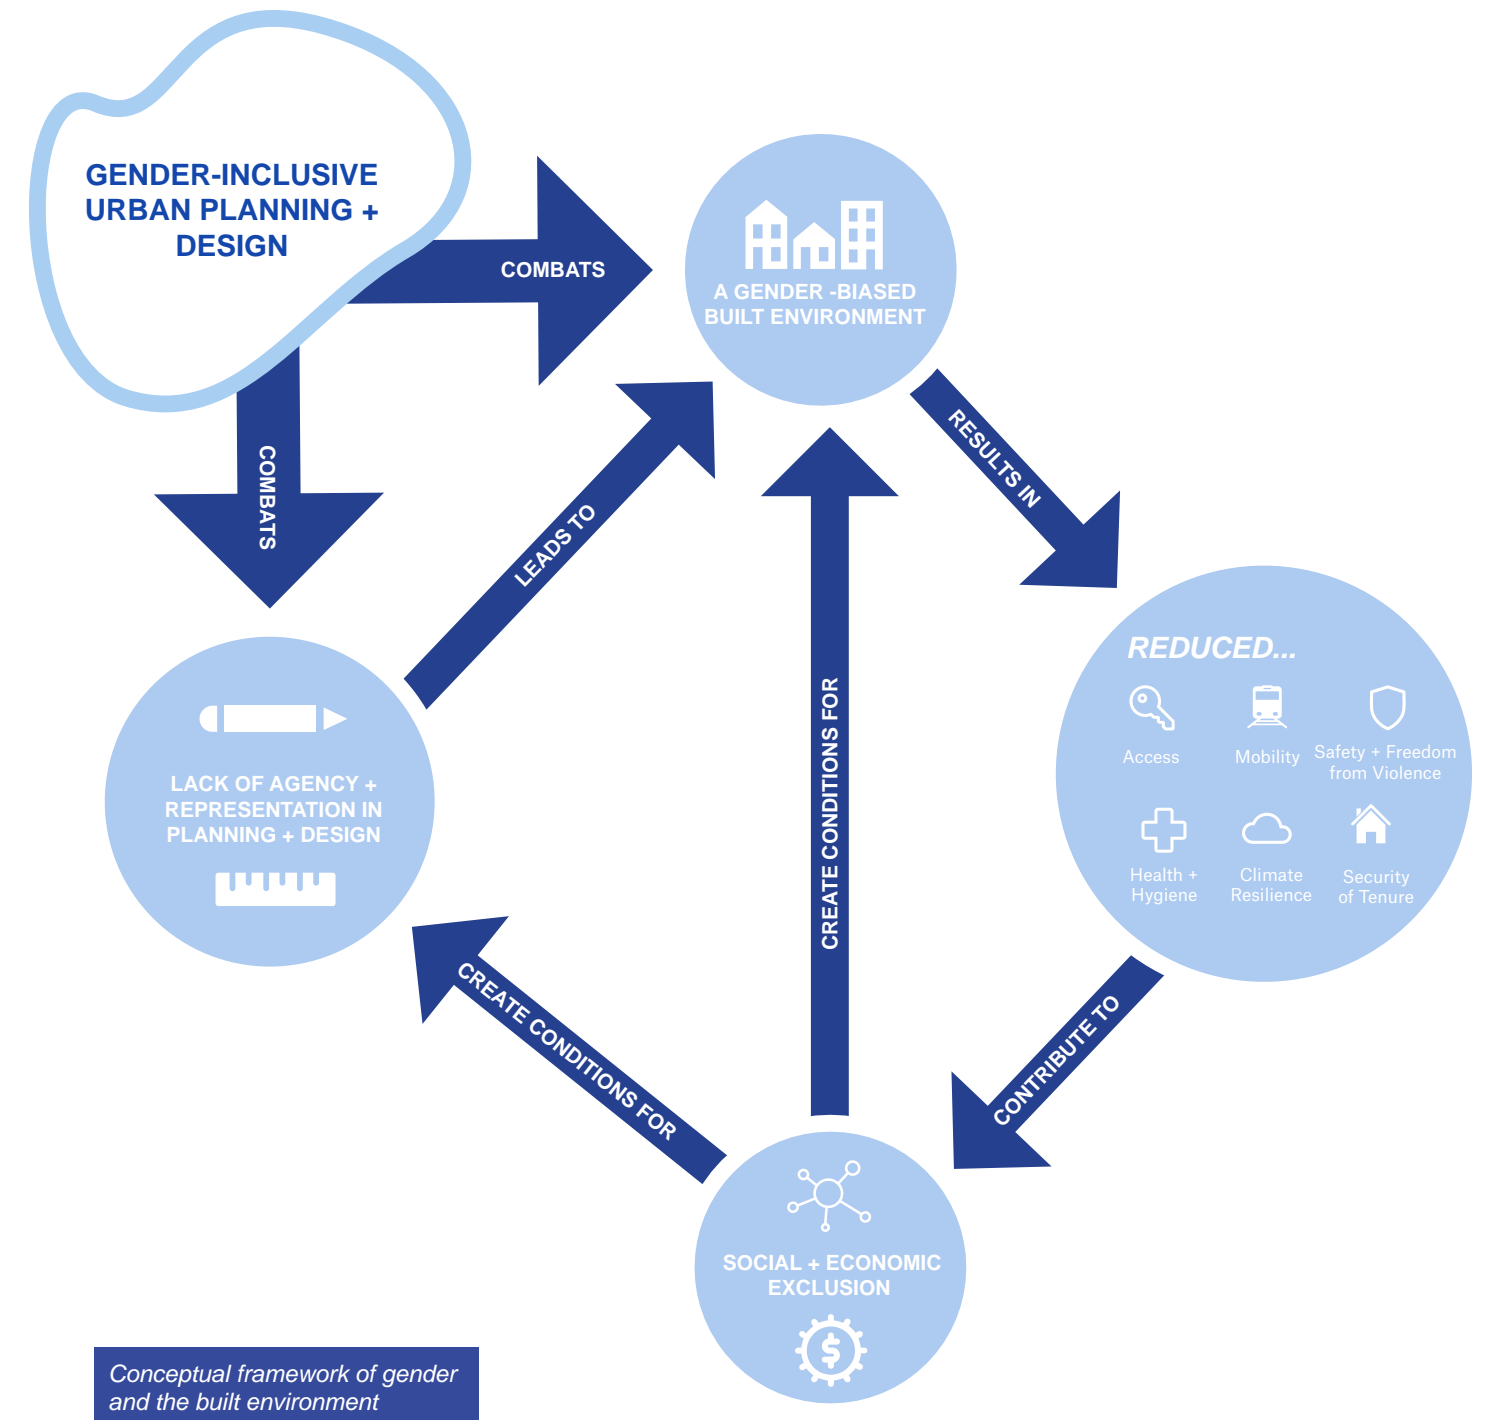 GENDER-INCLUSIVE
URBAN PLANNING +
DESIGN
COMBATS
A GENDER -BIASED
BUILT ENVIRONMENT
COMBATS
LEADS TO
RESULTS IN
REDUCED...
Access
Mobility
Safety + Freedom
from Violence
Health +
Hygiene
Climate
Resilience
Security
of Tenure
LACK OF AGENCY +
REPRESENTATION IN
PLANNING + DESIGN
CREATE CONDITIONS FOR
CREATE CONDITIONS FOR
CONTRIBUTE TO
SOCIAL + ECONOMIC
EXCLUSION
$
Conceptual framework of gender
and the built environment